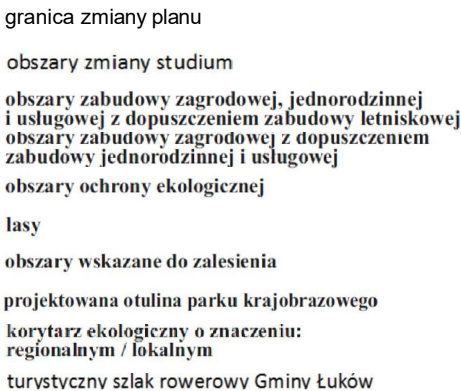 granica zmiany planu
obszary zmiany studium
obszary zabudowy zagrodowej, jednorodzinnej
i usługowej z dopuszczeniem zabudowy letniskowej
obszary zabudowy zagrodowej z dopuszczeniem
zabudowy jednorodzinnej i usługowej
obszary ochrony ekologicznej
lasy
obszary wskazane do zalesienia
projektowana otulina parku krajobrazowego
korytarz ekologiczny o znaczeniu:
regionalnym / lokalnym
turystyczny szlak rowerowy Gminy Łuków